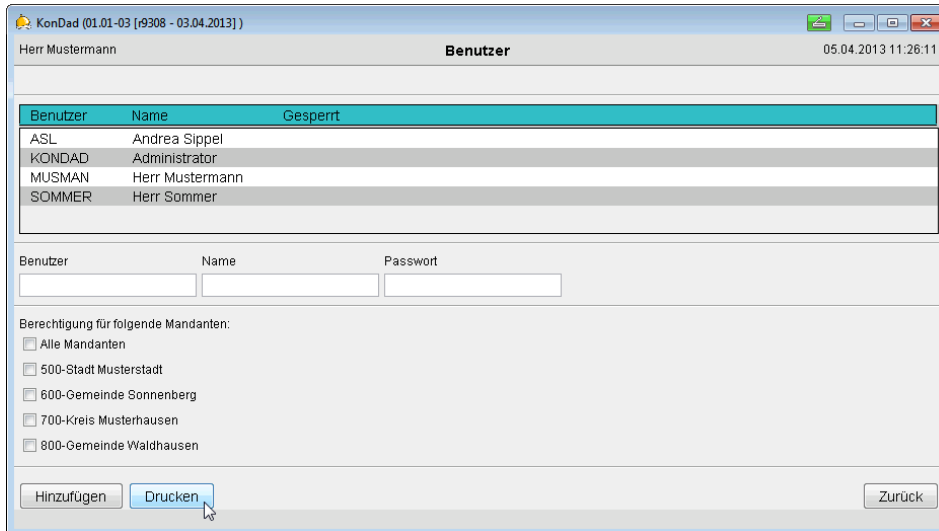 KonDad (01.01-03 [r9308 - 03.04.2013] )
Herr Mustermann Benutzer 05.04.2013 11:26:11
Benutzer Name Gesperrt
ASL Andrea Sippel
KONDAD Administrator
MUSMAN Herr Mustermann
SOMMER Herr Sommer
Benutzer Name Passwort
Berechtigung für folgende Mandanten:
Alle Mandanten
500-Stadt Musterstadt
600-Gemeinde Sonnenberg
700-Kreis Musterhausen
800-Gemeinde Waldhausen
Hinzufügen Drucken Zurück